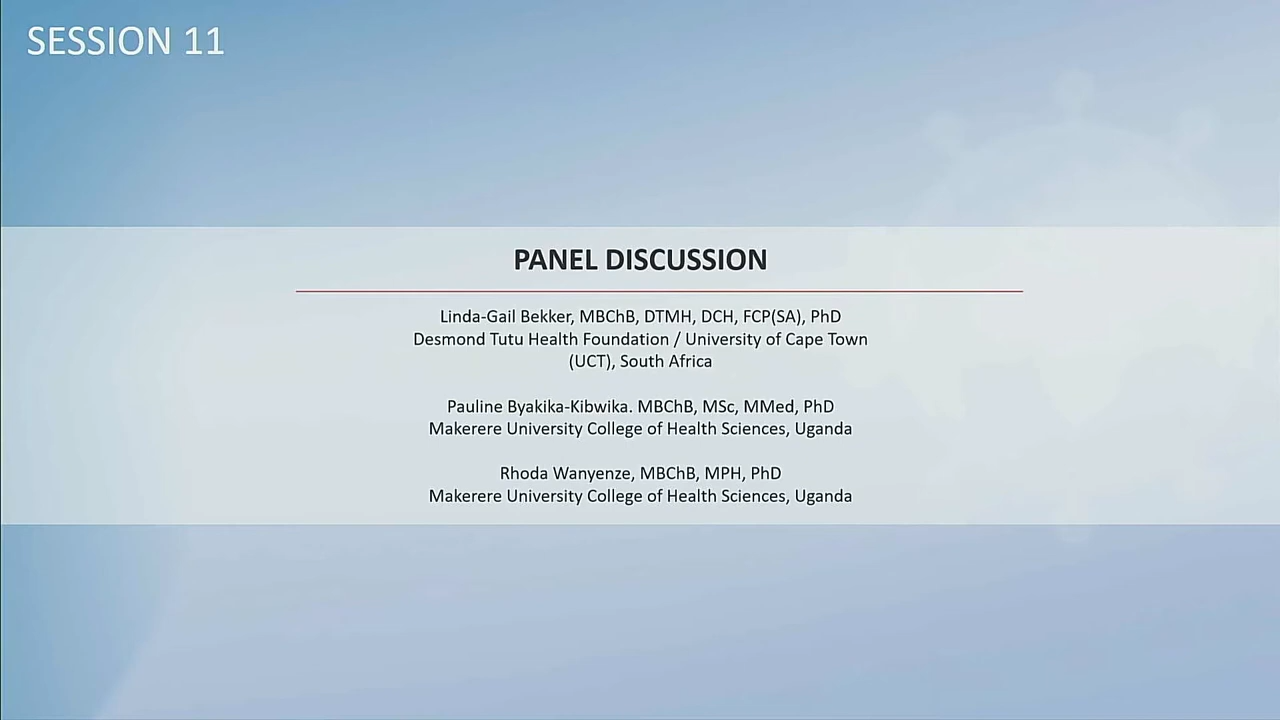 SESSION 11
PANEL DISCUSSION
Linda-Gail Bekker, MBChB, DTMH, DCH, FCP(SA), PhD
Desmond Tutu Health Foundation / University of Cape Town
(UCT), South Africa
Pauline Byakika-Kibwika. MBChB, MSc, MMed, PhD
Makerere University College of Health Sciences, Uganda
Rhoda Wanyenze, MBChB, MPH, PhD
Makerere University College of Health Sciences, Uganda